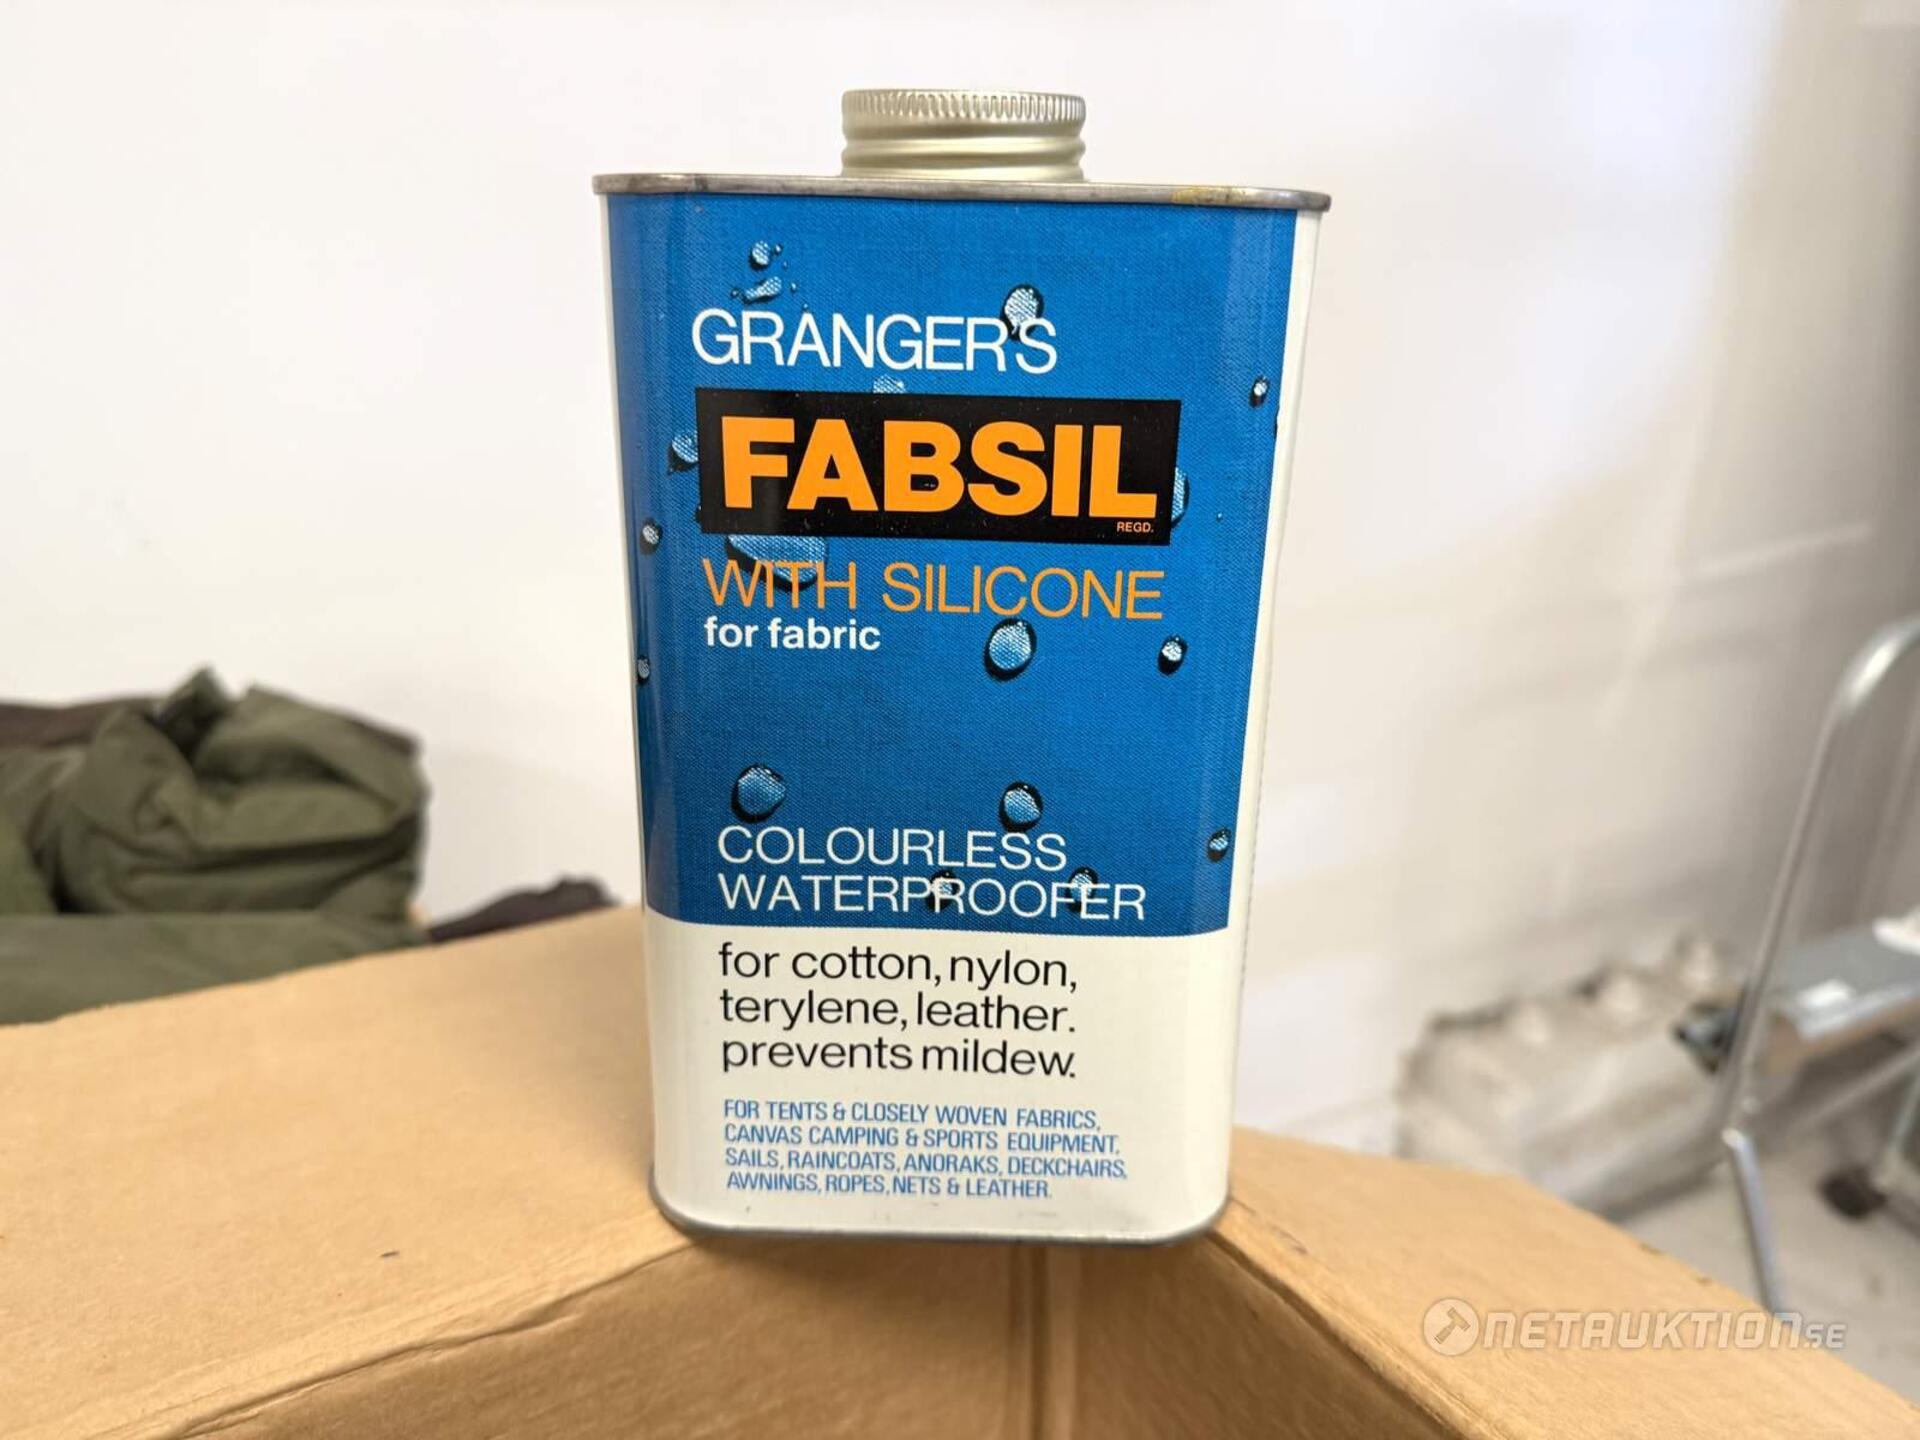 GRANGER'S
FABSIL
REGD.
WITH SILICONE
for fabric
COLOURLESS
WATERPROOFER
for cotton, nylon,
terylene, leather.
prevents mildew.
FOR TENTS & CLOSELY WOVEN FABRICS,
CANVAS CAMPING & SPORTS EQUIPMENT,
SAILS, RAINCOATS, ANORAKS, DECKCHAIRS,
AWNINGS, ROPES, NETS & LEATHER.
NETAUKTION.SE